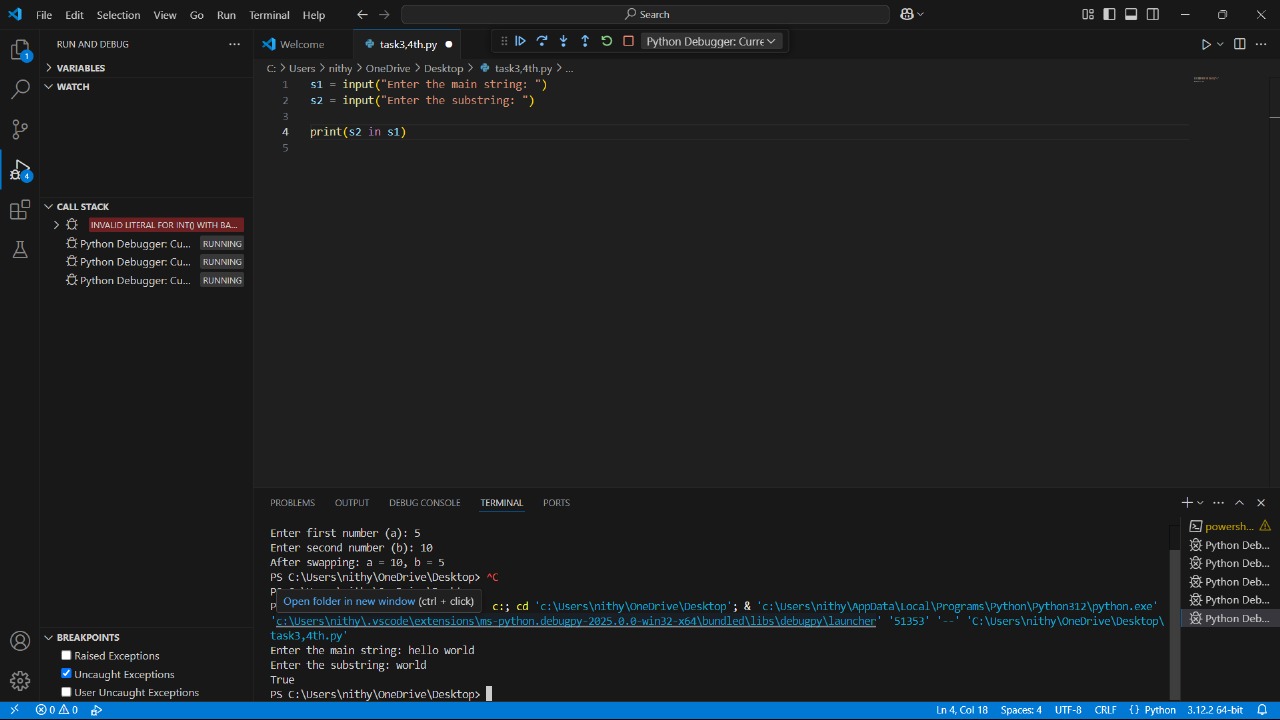 File Edit Selection View Go Run Terminal Help
Search
RUN AND DEBUG
Welcome
task3,4th.py
Python Debugger: Curre
C: > Users > nithy > OneDrive > Desktop > task3,4th.py > ...
1
VARIABLES
WATCH
CALL STACK
INVALID LITERAL FOR INT() WITH BA...
Python Debugger: Cu... RUNNING
Python Debugger: Cu... RUNNING
Python Debugger: Cu... RUNNING
4
1 s1 = input("Enter the main string: ")
2 s2 = input("Enter the substring: ")
3
4 print(s2 in s1)
5
BREAKPOINTS
Raised Exceptions
Uncaught Exceptions
User Uncaught Exceptions
PROBLEMS OUTPUT DEBUG CONSOLE TERMINAL PORTS
Enter first number (a): 5
Enter second number (b): 10
After swapping: a = 10, b = 5
PS C:\Users\nithy\OneDrive\Desktop> ^C
Open folder in new window (ctrl + click)
c:; cd 'c:\Users\nithy\OneDrive\Desktop'; & 'c:\Users\nithy\AppData\Local\Programs\Python\Python312\python.exe'
'c:\Users\nithy\.vscode\extensions\ms-python.debugpy-2025.0.0-win32-x64\bundled\libs\debugpy\launcher' '51353' '--' 'C:\Users\nithy\OneDrive\Desktop\
task3,4th.py'
Enter the main string: hello world
Enter the substring: world
True
PS C:\Users\nithy\OneDrive\Desktop>
powersh...
Python Deb...
Python Deb...
Python Deb...
Python Deb...
Python Deb...
0 0
Ln 4, Col 18 Spaces: 4 UTF-8 CRLF {} Python 3.12.2 64-bit